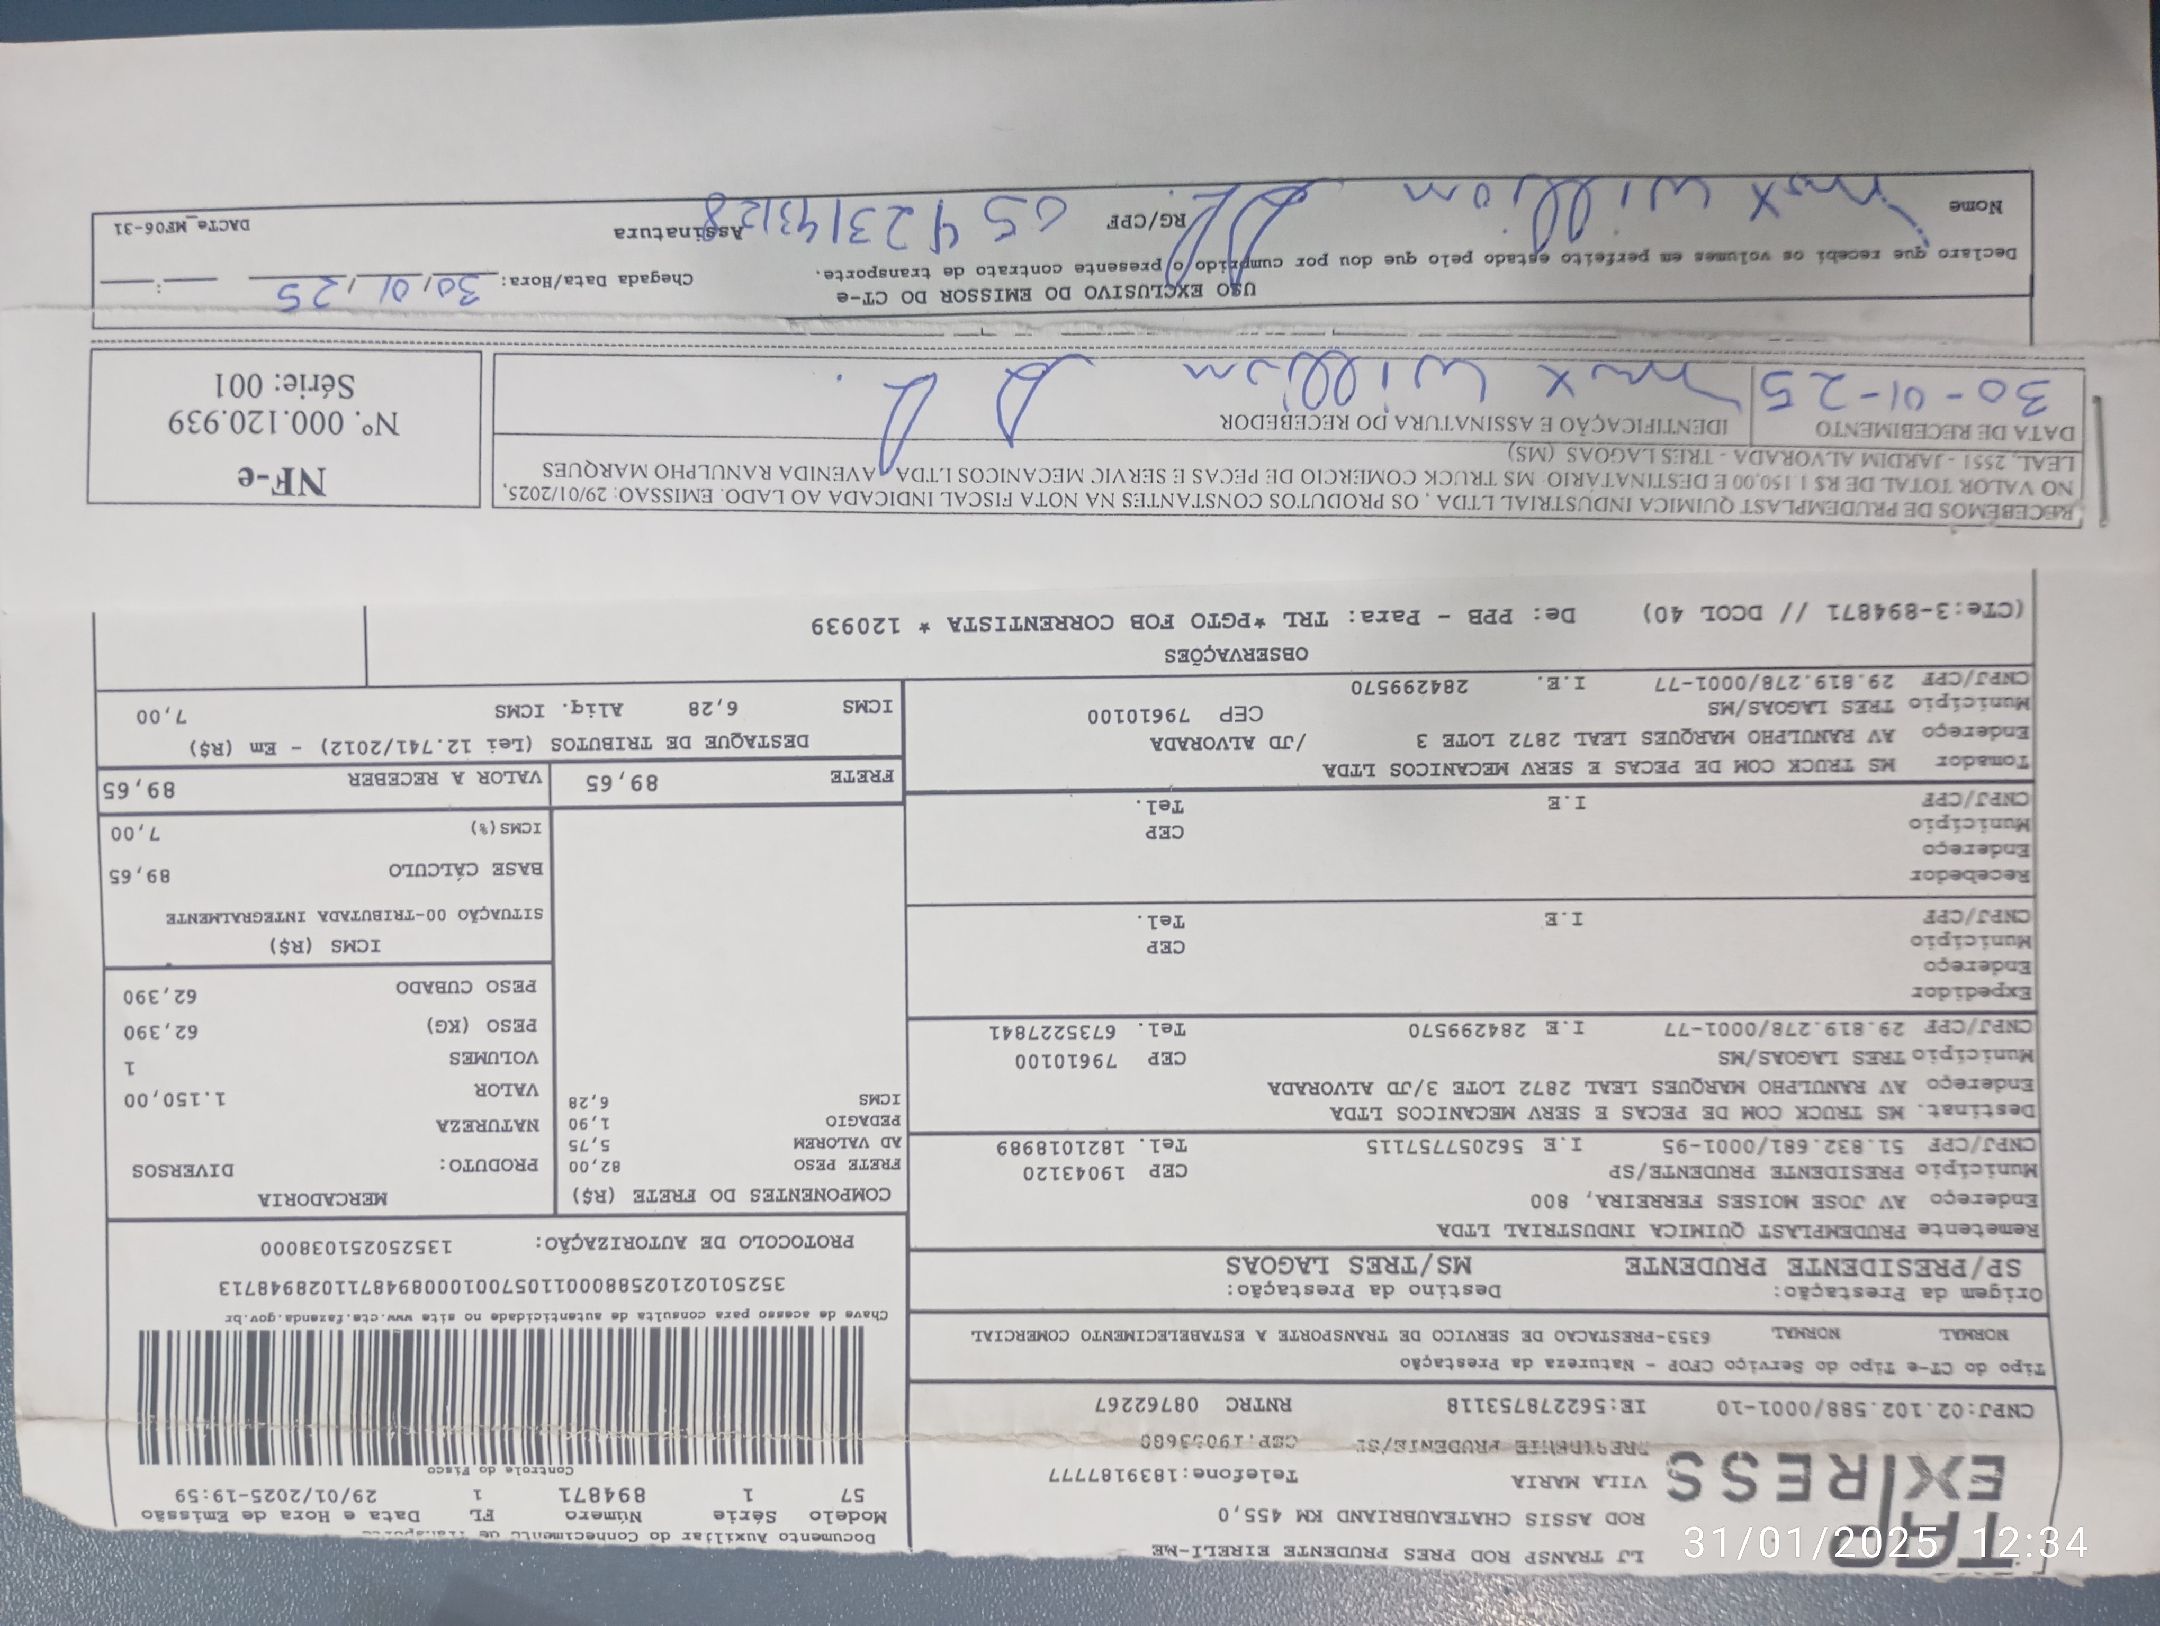 TAP
EXPRESS
LJ TRANSP ROD PRES PRUDENTE EIRELI-ME
ROD ASSIS CHATEAUBRIAND KM 455,0
VILA MARIA Telefone:1839187777
PRESIDENTE PRUDENTE/SP CEP.19053680
CNPJ:02.102.588/0001-10 IE:562278753118 RNTRC 08762267
Documento Auxiliar do Conhecimento de Transporte
Modelo Série Número FL Data e Hora de Emissão
57 1 894871 1 29/01/2025-19:59
Controle do Fisco
Chave de acesso para consulta de autenticidade no site www.cte.fazenda.gov.br
35250102102588000110570010008948711028948713
PROTOCOLO DE AUTORIZAÇÃO: 135250251038000
Tipo do CT-e Tipo do Serviço CFOP - Natureza da Prestação
NORMAL NORMAL 6353-PRESTACAO DE SERVICO DE TRANSPORTE A ESTABELECIMENTO COMERCIAL
Origem da Prestação: Destino da Prestação:
SP/PRESIDENTE PRUDENTE MS/TRES LAGOAS
Remetente PRUDEMPLAST QUIMICA INDUSTRIAL LTDA
Endereço AV JOSE MOISES FERREIRA, 800
Município PRESIDENTE PRUDENTE/SP CEP 19043120
CNPJ/CPF 51.832.681/0001-95 I.E 562057757115 Tel. 1821018989
Destinat. MS TRUCK COM DE PECAS E SERV MECANICOS LTDA
Endereço AV RANULPHO MARQUES LEAL 2872 LOTE 3/JD ALVORADA
Município TRES LAGOAS/MS CEP 79610100
CNPJ/CPF 29.819.278/0001-77 I.E 284299570 Tel. 6735227841
Expedidor
Endereço
Município CEP
CNPJ/CPF I.E Tel.
Recebedor
Endereço
Município CEP
CNPJ/CPF I.E Tel.
Tomador MS TRUCK COM DE PECAS E SERV MECANICOS LTDA
Endereço AV RANULPHO MARQUES LEAL 2872 LOTE 3 /JD ALVORADA
Município TRES LAGOAS/MS CEP 79610100
CNPJ/CPF 29.819.278/0001-77 I.E. 284299570
COMPONENTES DO FRETE (R$)
FRETE PESO 82,00
AD VALOREM 5,75
PEDAGIO 1,90
ICMS 6,28
MERCADORIA
PRODUTO: DIVERSOS
NATUREZA
VALOR 1.150,00
VOLUMES 1
PESO (KG) 62,390
PESO CUBADO 62,390
ICMS (R$)
SITUAÇÃO 00-TRIBUTADA INTEGRALMENTE
BASE CÁLCULO 89,65
ICMS(%) 7,00
FRETE 89,65 VALOR A RECEBER 89,65
DESTAQUE DE TRIBUTOS (Lei 12.741/2012) - Em (R$)
ICMS 6,28 Aliq. ICMS 7,00
OBSERVAÇÕES
(CTe:3-894871 // DCOL 40) De: PPB - Para: TRL *PGTO FOB CORRENTISTA * 120939
RECEBEMOS DE PRUDEMPLAST QUIMICA INDUSTRIAL LTDA , OS PRODUTOS CONSTANTES NA NOTA FISCAL INDICADA AO LADO. EMISSÃO: 29/01/2025,
NO VALOR TOTAL DE R$ 1.150,00 E DESTINATÁRIO: MS TRUCK COMERCIO DE PECAS E SERVIC MECANICOS LTDA AVENIDA RANULPHO MARQUES
LEAL, 2551 - JARDIM ALVORADA - TRES LAGOAS (MS)
DATA DE RECEBIMENTO IDENTIFICAÇÃO E ASSINATURA DO RECEBEDOR
30-01-25 max Willion
NF-e
Nº. 000.120.939
Série: 001
USO EXCLUSIVO DO EMISSOR DO CT-e
Chegada Data/Hora: 30/01/25
Declaro que recebi os volumes em perfeito estado pelo que dou por cumprido o presente contrato de transporte.
Nome RG/CPF Assinatura
max Willion 05423143128
DACTe_MF06-31
31/01/2025 12:34